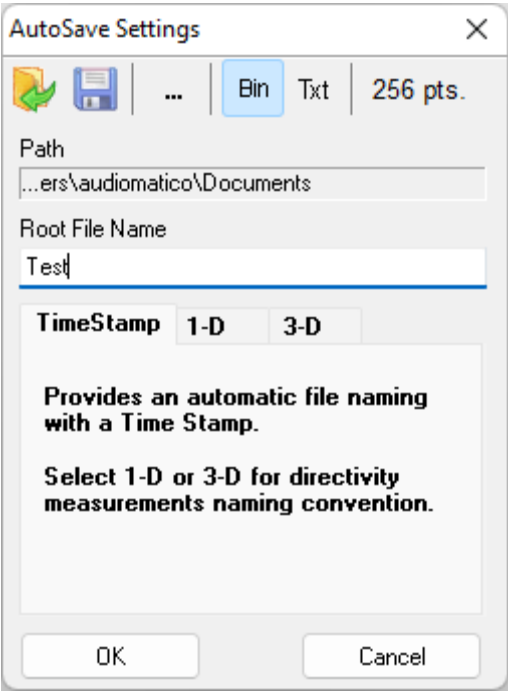 AutoSave Settings
... Bin Txt 256 pts.
Path
...ers\audiomatico\Documents
Root File Name
Test
TimeStamp 1-D 3-D
Provides an automatic file naming
with a Time Stamp.
Select 1-D or 3-D for directivity
measurements naming convention.
OK Cancel